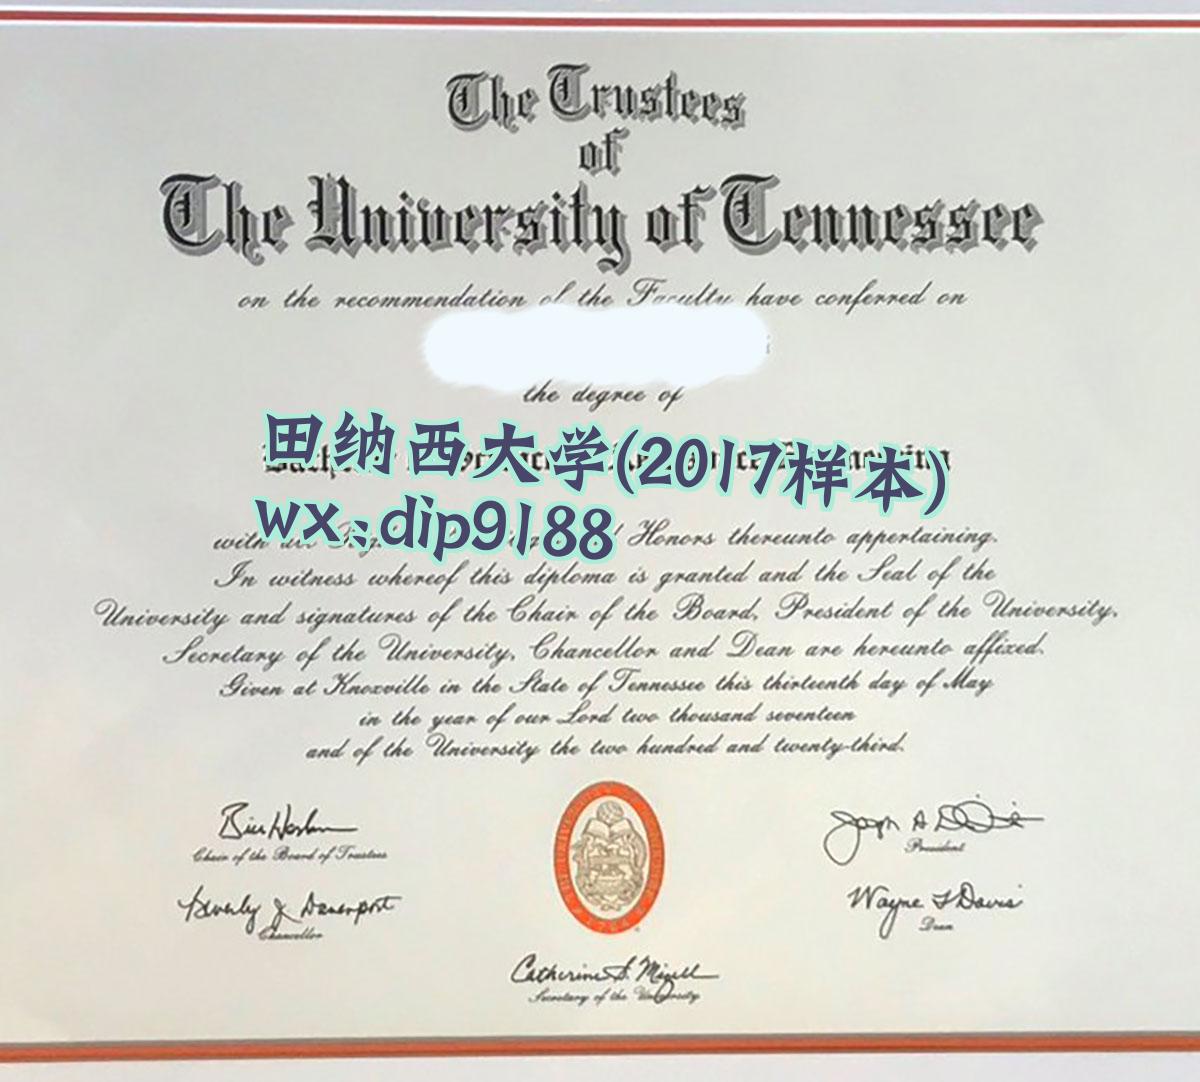 The Trustees
of
The University of Tennessee
on the recommendation of the Faculty have conferred on
the degree of
田纳西大学(2017样本)
wx:dip9188
with Honors thereunto appertaining.
In witness whereof this diploma is granted and the Seal of the
University and signatures of the Chair of the Board, President of the University,
Secretary of the University, Chancellor and Dean are hereunto affixed.
Given at Knoxville in the State of Tennessee this thirteenth day of May
in the year of our Lord two thousand seventeen
and of the University the two hundred and twenty-third.
Chair of the Board of Trustees
President
Chancellor
Wayne T Davis
Dean
Secretary of the University